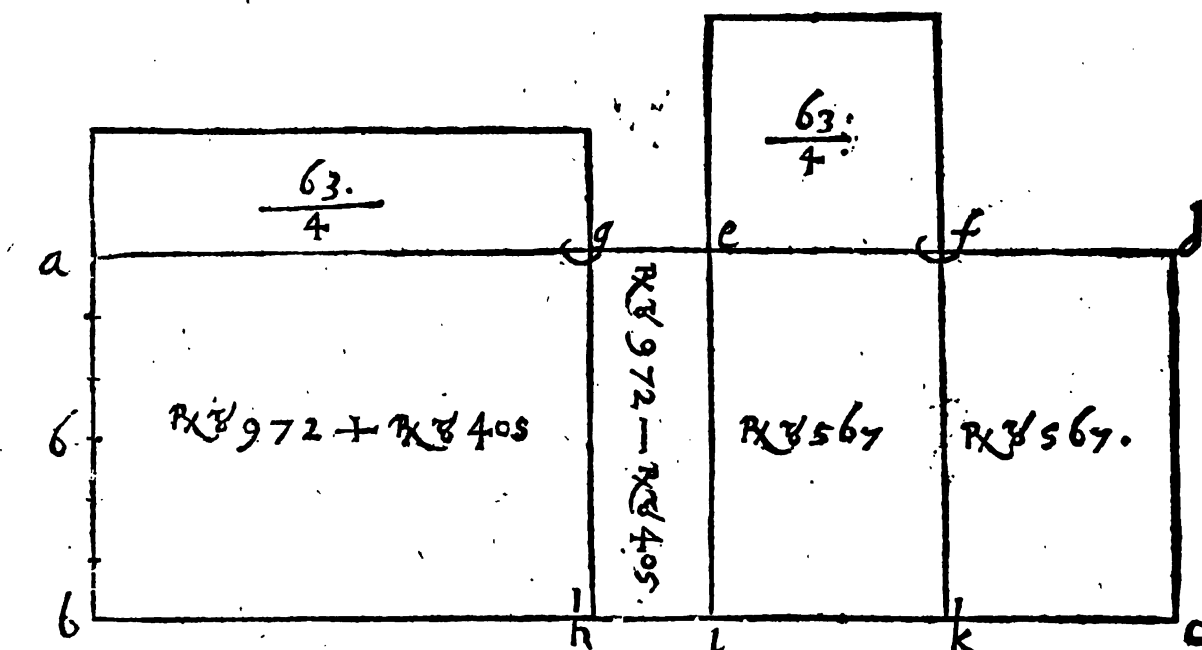 63.
4
63.
4
a
g
e
f
d
℞ȣ 972 — ℞ȣ 405
6
℞ȣ 972 + ℞ȣ 405
℞ȣ 567
℞ȣ 567.
b
h
i
k
c